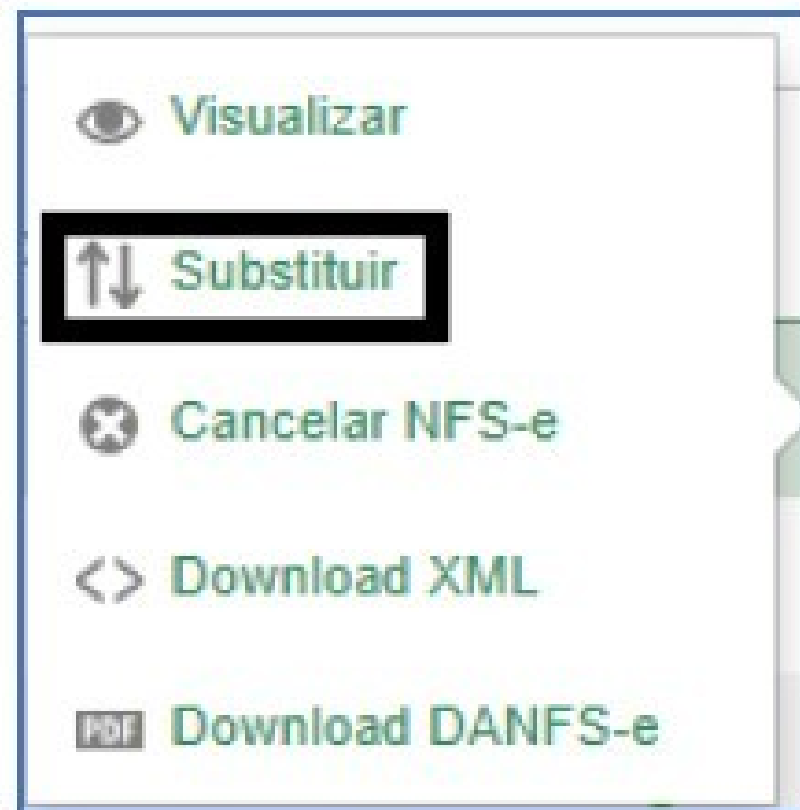 Visualizar
Substituir
Cancelar NFS-e
Download XML
PDF Download DANFS-e